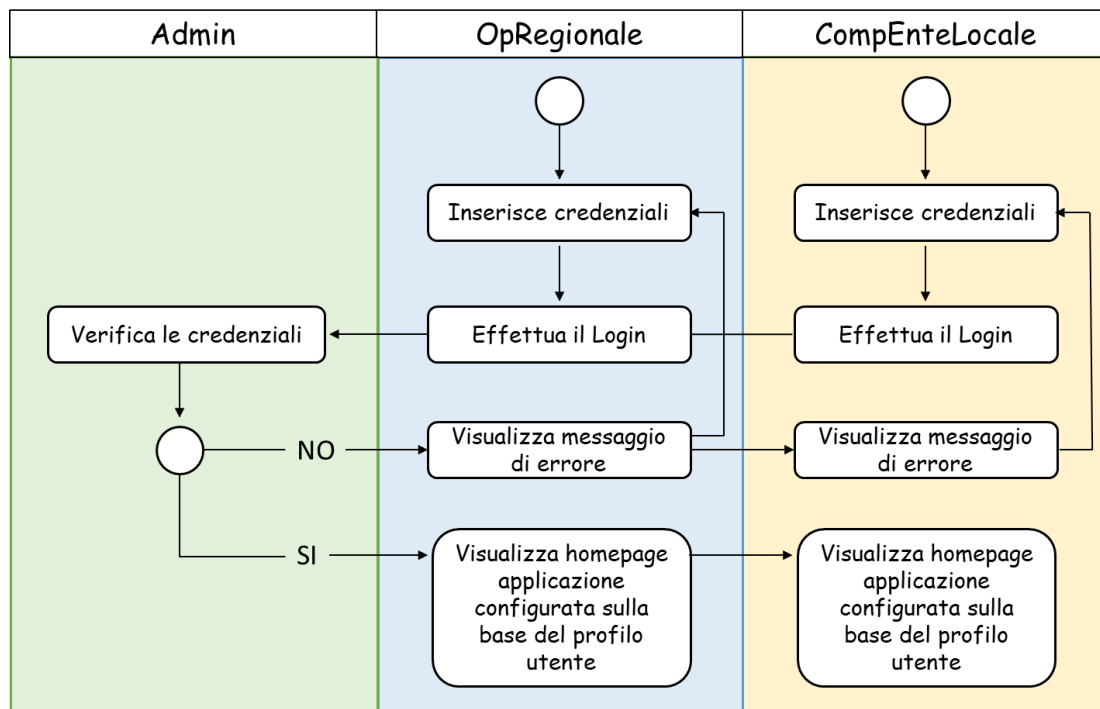 Admin
OpRegionale
CompEnteLocale
Inserisce credenziali
Inserisce credenziali
Verifica le credenziali
Effettua il Login
Effettua il Login
NO
Visualizza messaggio
di errore
Visualizza messaggio
di errore
SI
Visualizza homepage
applicazione
configurata sulla
base del profilo
utente
Visualizza homepage
applicazione
configurata sulla
base del profilo
utente